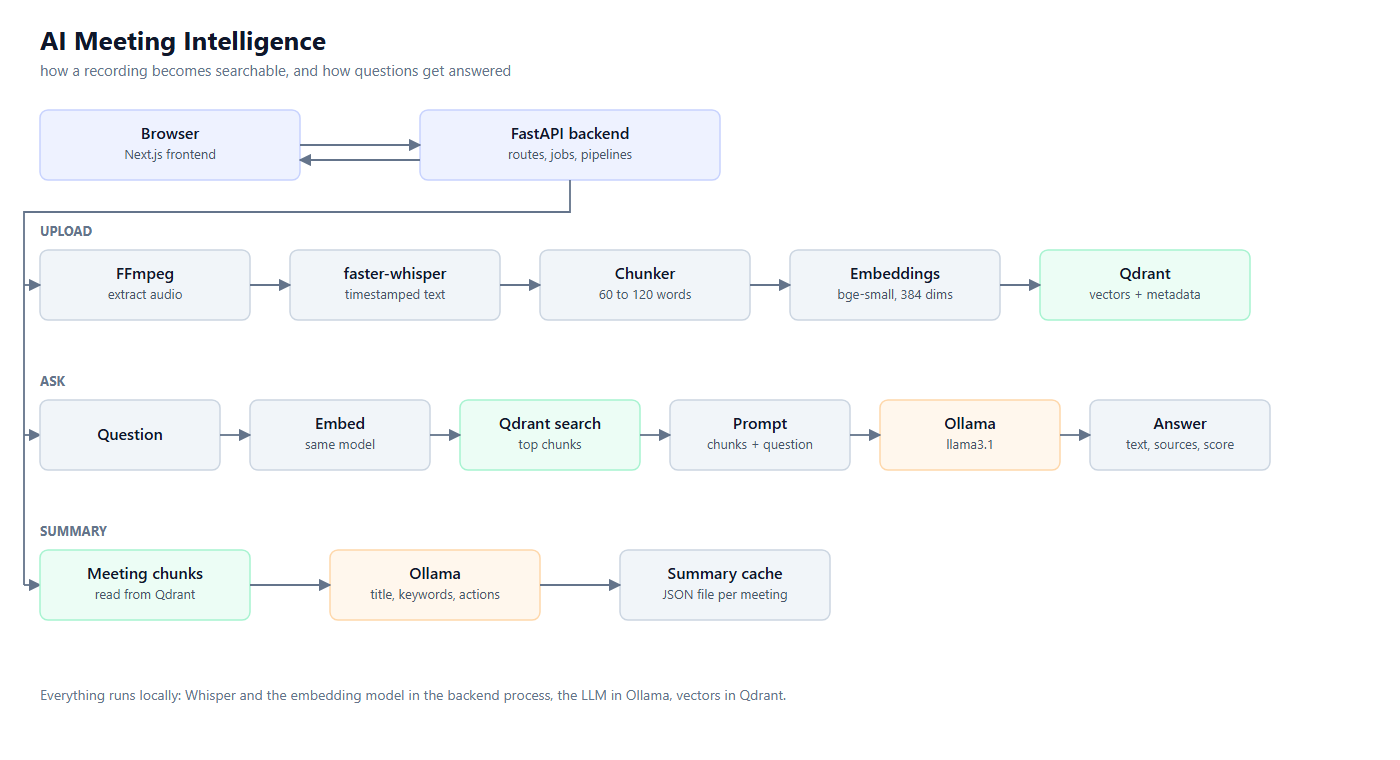 AI Meeting Intelligence
how a recording becomes searchable, and how questions get answered
Browser
Next.js frontend
FastAPI backend
routes, jobs, pipelines
UPLOAD
FFmpeg
extract audio
faster-whisper
timestamped text
Chunker
60 to 120 words
Embeddings
bge-small, 384 dims
Qdrant
vectors + metadata
ASK
Question
Embed
same model
Qdrant search
top chunks
Prompt
chunks + question
Ollama
llama3.1
Answer
text, sources, score
SUMMARY
Meeting chunks
read from Qdrant
Ollama
title, keywords, actions
Summary cache
JSON file per meeting
Everything runs locally: Whisper and the embedding model in the backend process, the LLM in Ollama, vectors in Qdrant.